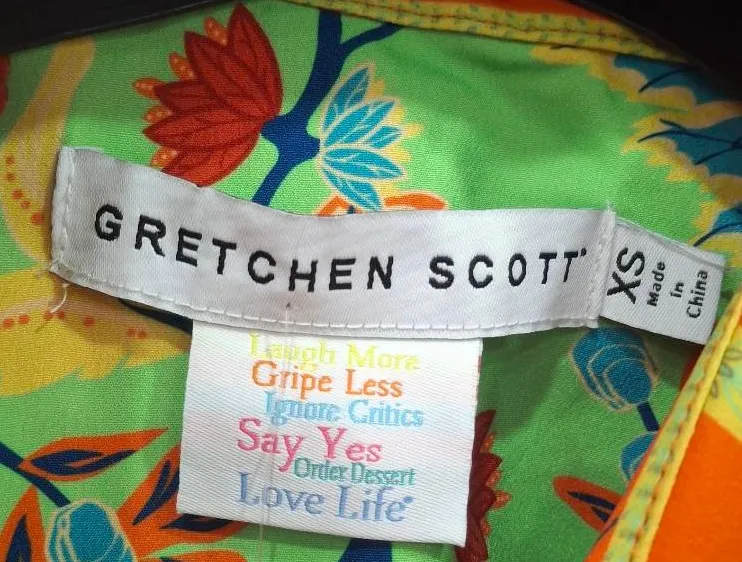 GRETCHEN SCOTT®
XS
Made
in
China
Laugh More
Gripe Less
Ignore Critics
Say Yes
Order Dessert
Love Life®